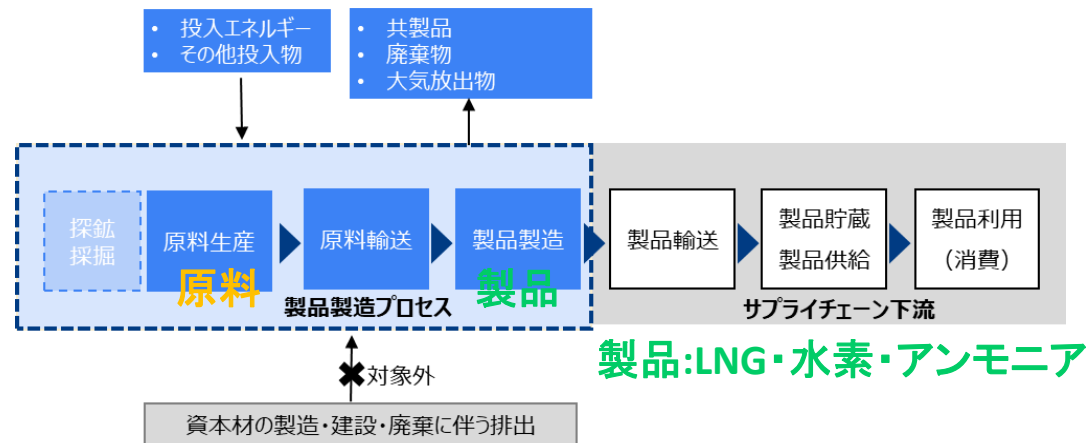 • 投入エネルギー
• その他投入物
• 共製品
• 廃棄物
• 大気放出物
探鉱
採掘
原料生産
原料輸送
製品製造
製品輸送
製品貯蔵
製品供給
製品利用
（消費）
原料
製品
製品製造プロセス
サプライチェーン下流
製品:LNG・水素・アンモニア
✖対象外
資本材の製造・建設・廃棄に伴う排出